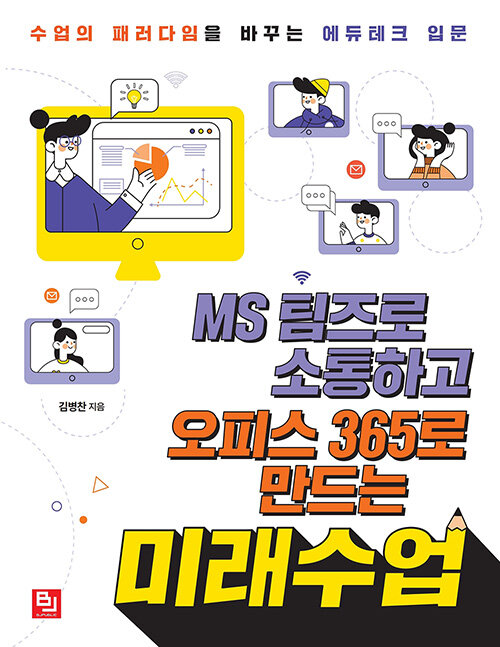 수업의 패러다임을 바꾸는 에듀테크 입문
MS 팀즈로
소통하고
김병찬 지음
오피스 365로
만드는
미래수업
BJ
BJPUBLIC